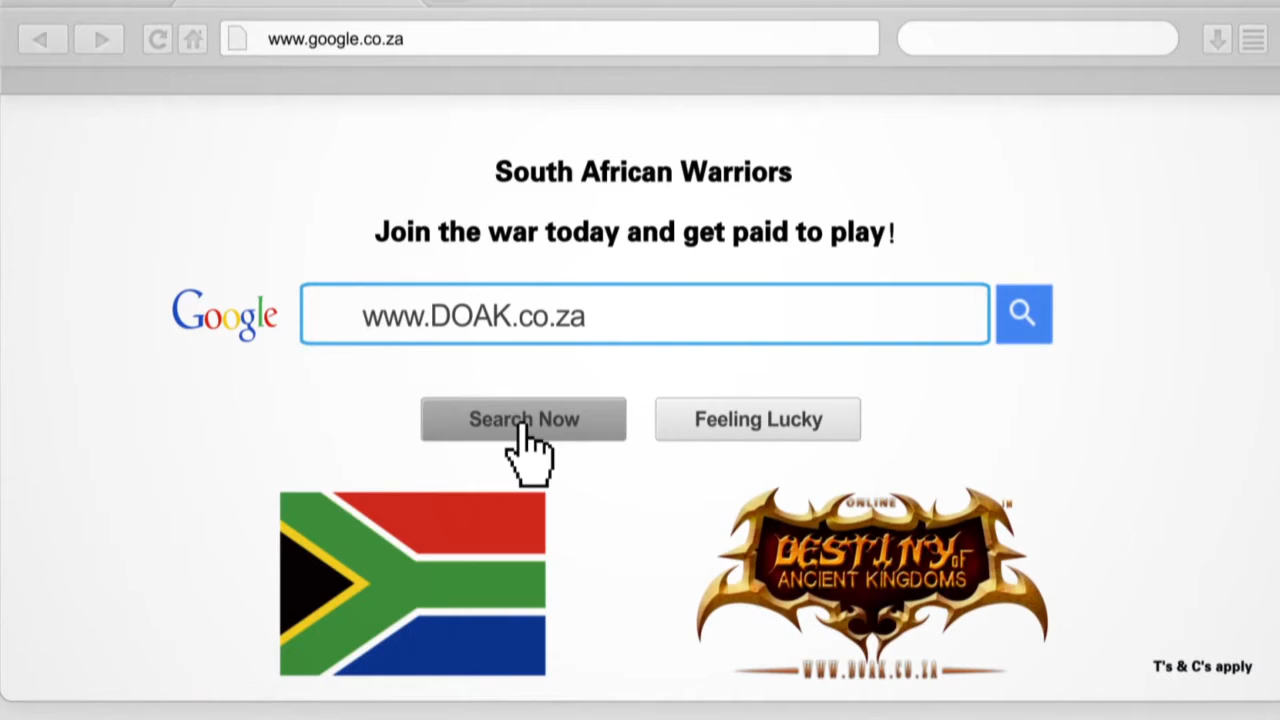 www.google.co.za
South African Warriors
Join the war today and get paid to play!
Google
www.DOAK.co.za
Search Now
Feeling Lucky
ONLINE
DESTINY OF
ANCIENT KINGDOMS
WWW.DOAK.CO.ZA
T's & C's apply